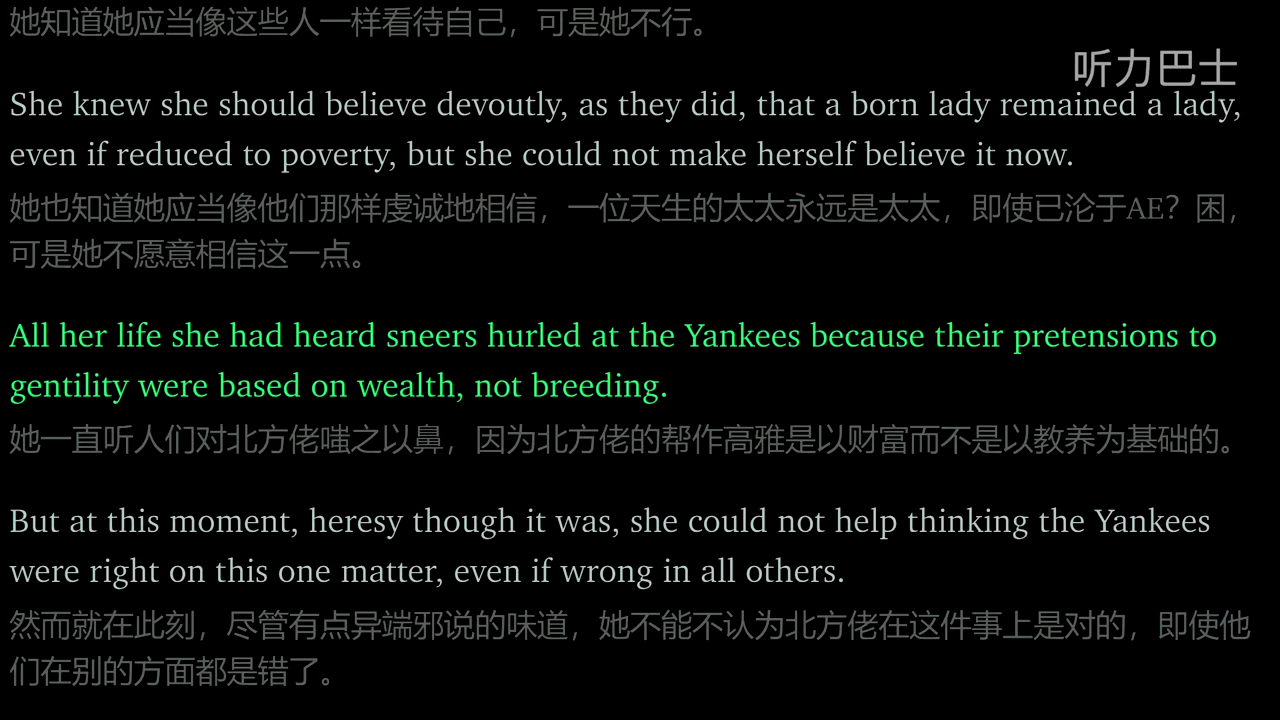 她知道她应当像这些人一样看待自己，可是她不行。
听力巴士
She knew she should believe devoutly, as they did, that a born lady remained a lady,
even if reduced to poverty, but she could not make herself believe it now.
她也知道她应当像他们那样虔诚地相信，一位天生的太太永远是太太，即使已沦于AE？困，
可是她不愿意相信这一点。
All her life she had heard sneers hurled at the Yankees because their pretensions to
gentility were based on wealth, not breeding.
她一直听人们对北方佬嗤之以鼻，因为北方佬的帮作高雅是以财富而不是以教养为基础的。
But at this moment, heresy though it was, she could not help thinking the Yankees
were right on this one matter, even if wrong in all others.
然而就在此刻，尽管有点异端邪说的味道，她不能不认为北方佬在这件事上是对的，即使他
们在别的方面都是错了。